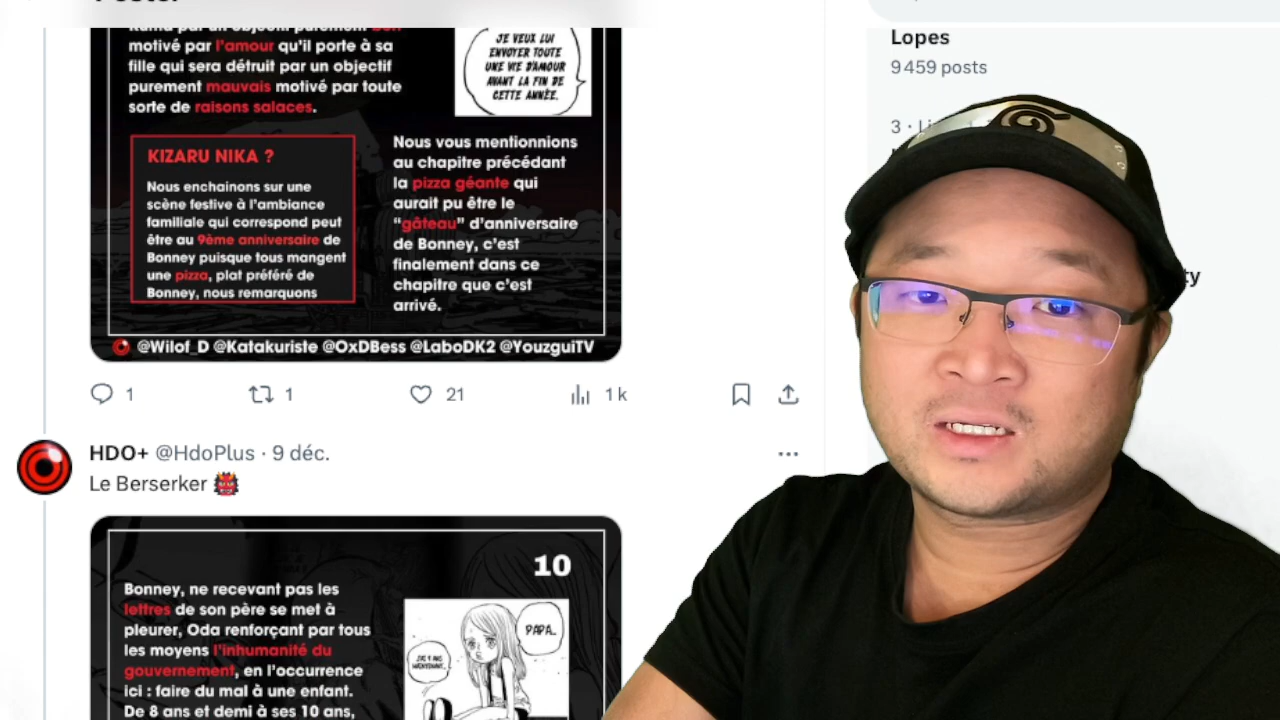 motivé par l'amour qu'il porte à sa
fille qui sera détruit par un objectif
purement mauvais motivé par toute
sorte de raisons salaces.
JE VEUX LUI
ENVOYER TOUTE
UNE VIE D'AMOUR
AVANT LA FIN DE
CETTE ANNÉE.
KIZARU NIKA ?
Nous enchainons sur une
scène festive à l'ambiance
familiale qui correspond peut
être au 9ème anniversaire de
Bonney puisque tous mangent
une pizza, plat préféré de
Bonney, nous remarquons
Nous vous mentionnions
au chapitre précédant
la pizza géante qui
aurait pu être le
“gâteau” d'anniversaire
de Bonney, c'est
finalement dans ce
chapitre que c'est
arrivé.
@Wilof_D @Katakuriste @OxDBess @LaboDK2 @YouzguiTV
1
1
21
1 k
HDO+ @HdoPlus · 9 déc.
Le Berserker 👹
10
Bonney, ne recevant pas les
lettres de son père se met à
pleurer, Oda renforçant par tous
les moyens l'inhumanité du
gouvernement, en l'occurrence
ici : faire du mal à une enfant.
De 8 ans et demi à ses 10 ans,
PAPA..
J'AI 9 ANS
MAINTENANT.
Lopes
9 459 posts
3 ·
ty